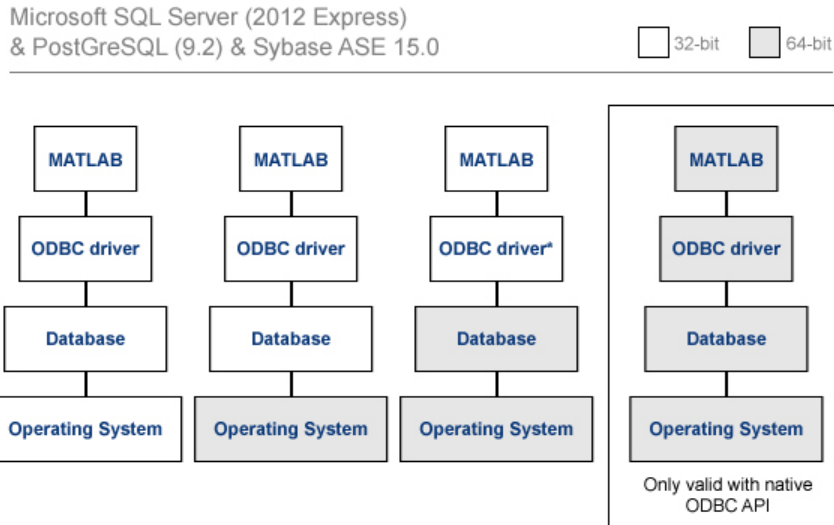 Microsoft SQL Server (2012 Express)
& PostGreSQL (9.2) & Sybase ASE 15.0
32-bit
64-bit
MATLAB
MATLAB
MATLAB
MATLAB
ODBC driver
ODBC driver
ODBC driver*
ODBC driver
Database
Database
Database
Database
Operating System
Operating System
Operating System
Operating System
Only valid with native
ODBC API